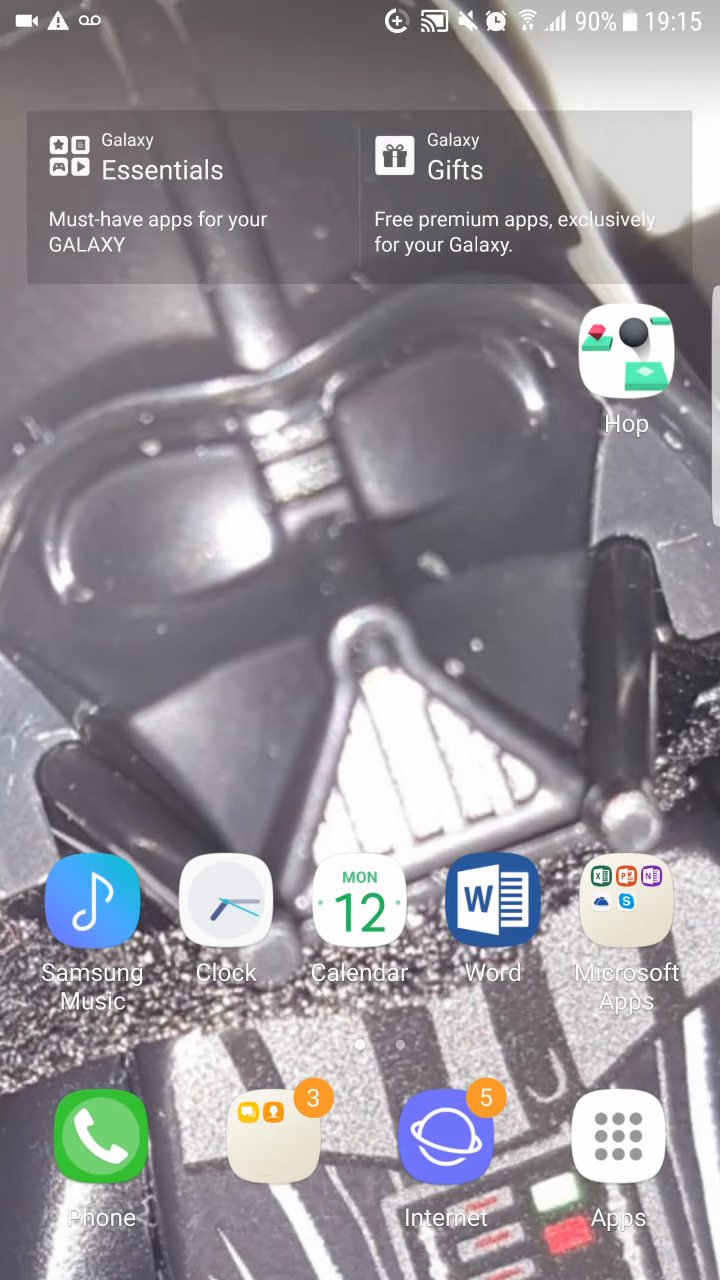 90% 19:15
Galaxy
Essentials
Must-have apps for your
GALAXY
Galaxy
Gifts
Free premium apps, exclusively
for your Galaxy.
Hop
MON
12
W
X P N
S
Samsung
Music
Clock
Calendar
Word
Microsoft
Apps
3
5
Phone
Internet
Apps